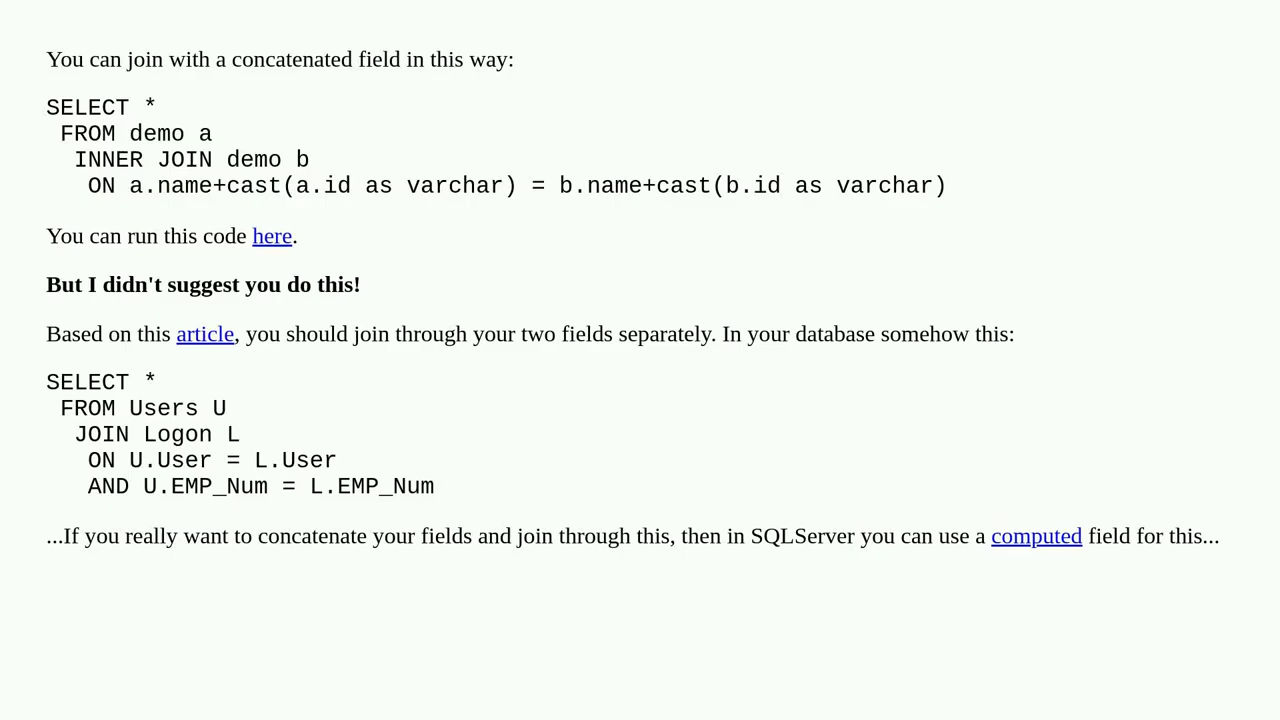 You can join with a concatenated field in this way:
SELECT *
 FROM demo a
  INNER JOIN demo b
   ON a.name+cast(a.id as varchar) = b.name+cast(b.id as varchar)
You can run this code here.
But I didn't suggest you do this!
Based on this article, you should join through your two fields separately. In your database somehow this:
SELECT *
 FROM Users U
  JOIN Logon L
   ON U.User = L.User
   AND U.EMP_Num = L.EMP_Num
...If you really want to concatenate your fields and join through this, then in SQLServer you can use a computed field for this...